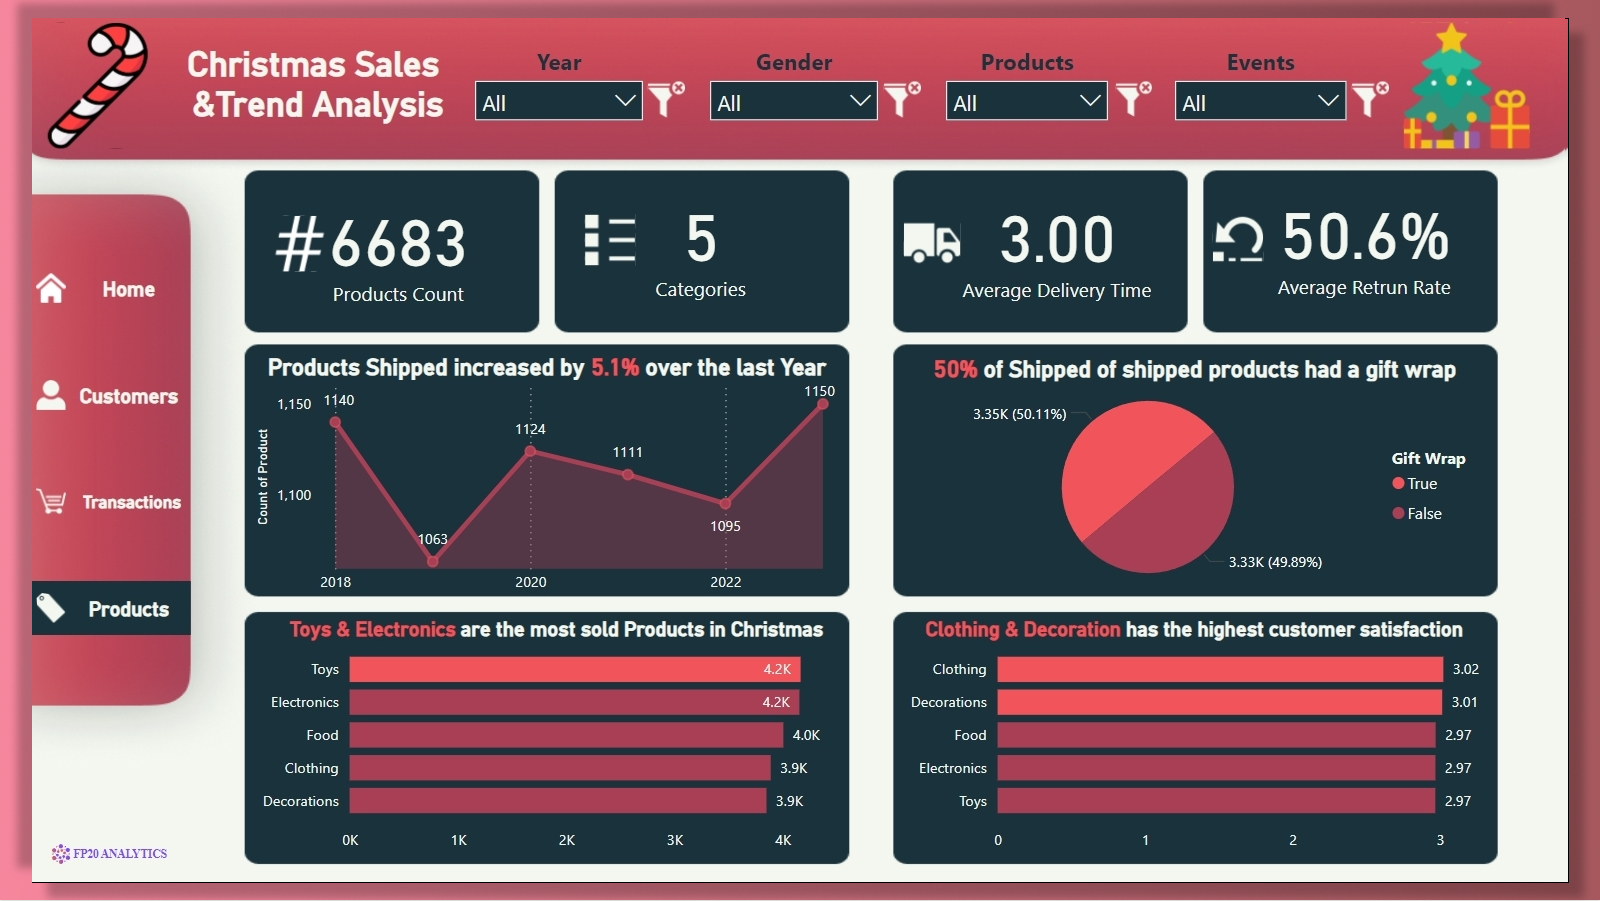 Christmas Sales
&Trend Analysis
Year
All
Gender
All
Products
All
Events
All
Home
Customers
Transactions
Products
FP20 ANALYTICS
#6683
Products Count
5
Categories
3.00
Average Delivery Time
50.6%
Average Retrun Rate
Products Shipped increased by 5.1% over the last Year
Count of Product
1,150
1,100
1140
1063
1124
1111
1095
1150
2018
2020
2022
50% of Shipped of shipped products had a gift wrap
3.35K (50.11%)
3.33K (49.89%)
Gift Wrap
True
False
Toys & Electronics are the most sold Products in Christmas
Toys 4.2K
Electronics 4.2K
Food 4.0K
Clothing 3.9K
Decorations 3.9K
0K 1K 2K 3K 4K
Clothing & Decoration has the highest customer satisfaction
Clothing 3.02
Decorations 3.01
Food 2.97
Electronics 2.97
Toys 2.97
0 1 2 3